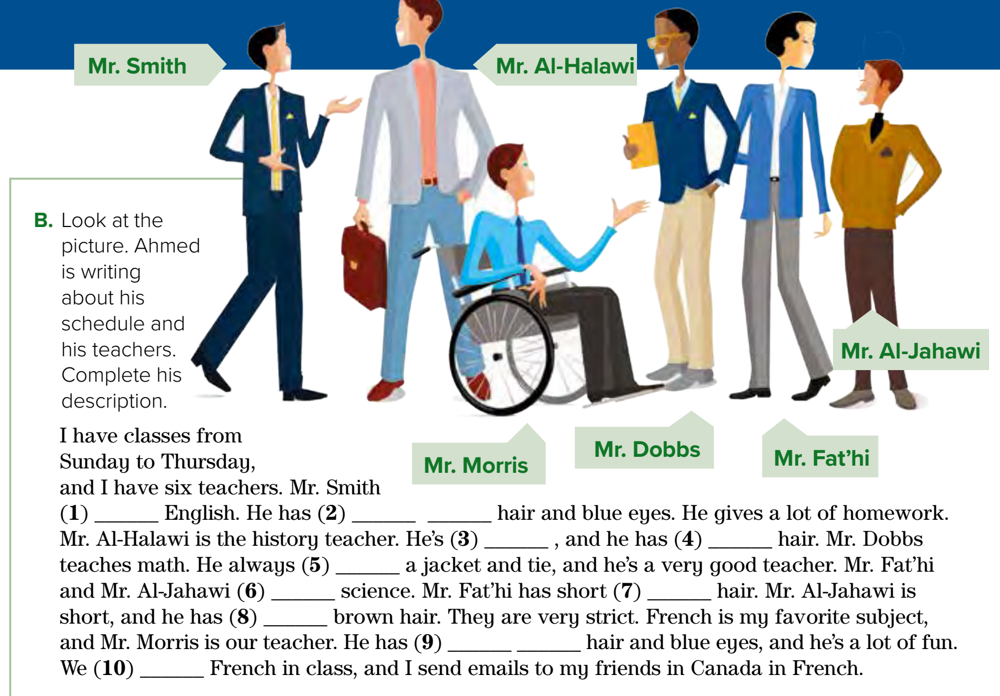 Mr. Smith
Mr. Al-Halawi
B. Look at the
picture. Ahmed
is writing
about his
schedule and
his teachers.
Complete his
description.
Mr. Al-Jahawi
Mr. Morris
Mr. Dobbs
Mr. Fat’hi
I have classes from
Sunday to Thursday,
and I have six teachers. Mr. Smith
(1) ______ English. He has (2) ______ ______ hair and blue eyes. He gives a lot of homework.
Mr. Al-Halawi is the history teacher. He’s (3) ______ , and he has (4) ______ hair. Mr. Dobbs
teaches math. He always (5) ______ a jacket and tie, and he’s a very good teacher. Mr. Fat’hi
and Mr. Al-Jahawi (6) ______ science. Mr. Fat’hi has short (7) ______ hair. Mr. Al-Jahawi is
short, and he has (8) ______ brown hair. They are very strict. French is my favorite subject,
and Mr. Morris is our teacher. He has (9) ______ ______ hair and blue eyes, and he’s a lot of fun.
We (10) ______ French in class, and I send emails to my friends in Canada in French.